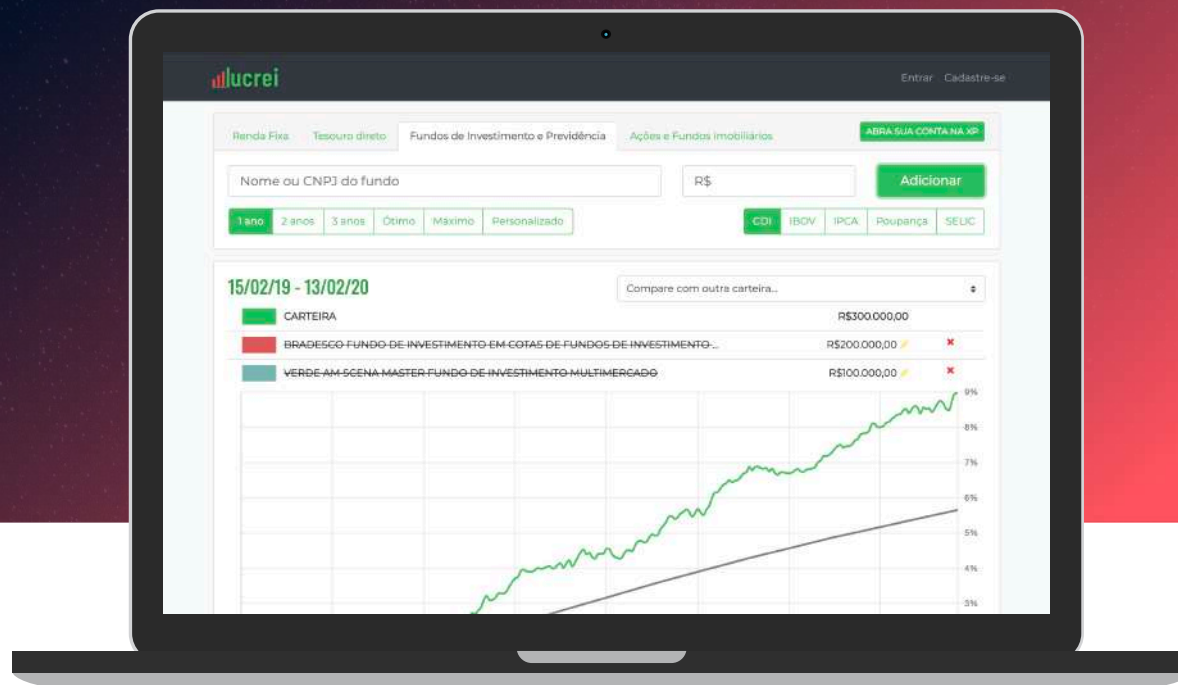 lucrei
Entrar Cadastre-se
Renda Fixa Tesouro direto Fundos de Investimento e Previdência Ações e Fundos Imobiliários ABRA SUA CONTA NA XP
Nome ou CNPJ do fundo R$ Adicionar
1 ano 2 anos 3 anos Ótimo Máximo Personalizado CDI IBOV IPCA Poupança SELIC
15/02/19 - 13/02/20 Compare com outra carteira...
CARTEIRA R$300.000,00
BRADESCO FUNDO DE INVESTIMENTO EM COTAS DE FUNDOS DE INVESTIMENTO ... R$200.000,00
VERDE AM SCENA MASTER FUNDO DE INVESTIMENTO MULTIMERCADO R$100.000,00
9%
8%
7%
6%
5%
4%
3%